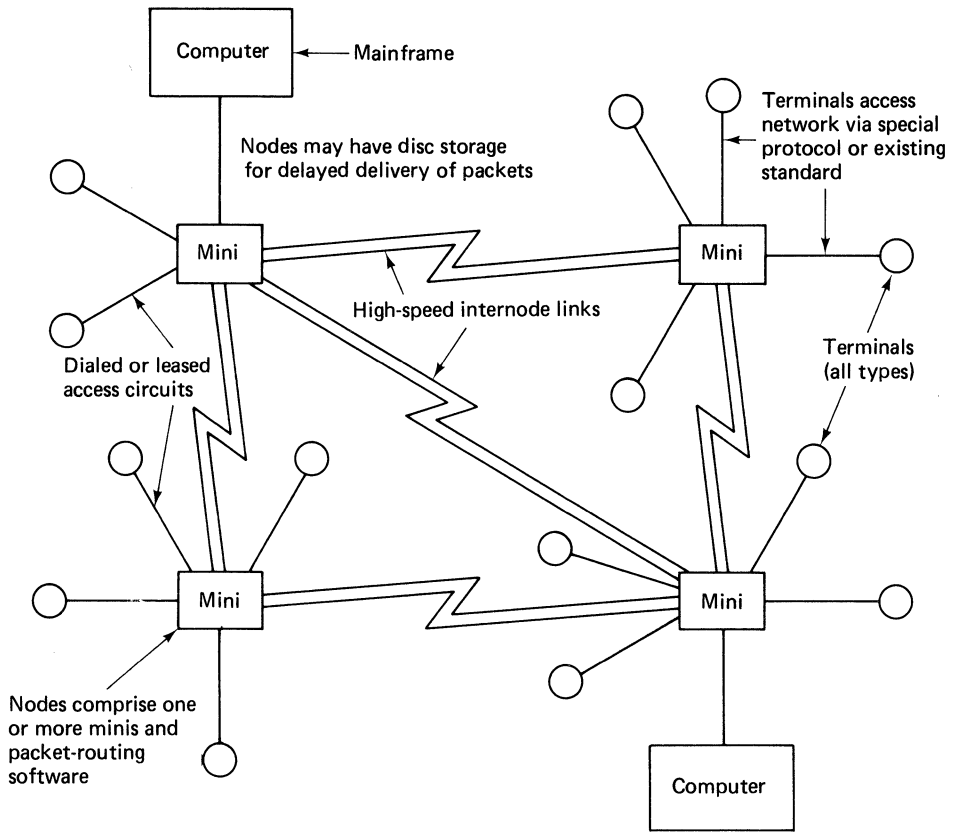 Computer
Mainframe
Terminals access
network via special
protocol or existing
standard
Nodes may have disc storage
for delayed delivery of packets
Mini
Mini
High-speed internode links
Terminals
(all types)
Dialed or leased
access circuits
Mini
Mini
Nodes comprise one
or more minis and
packet-routing
software
Computer